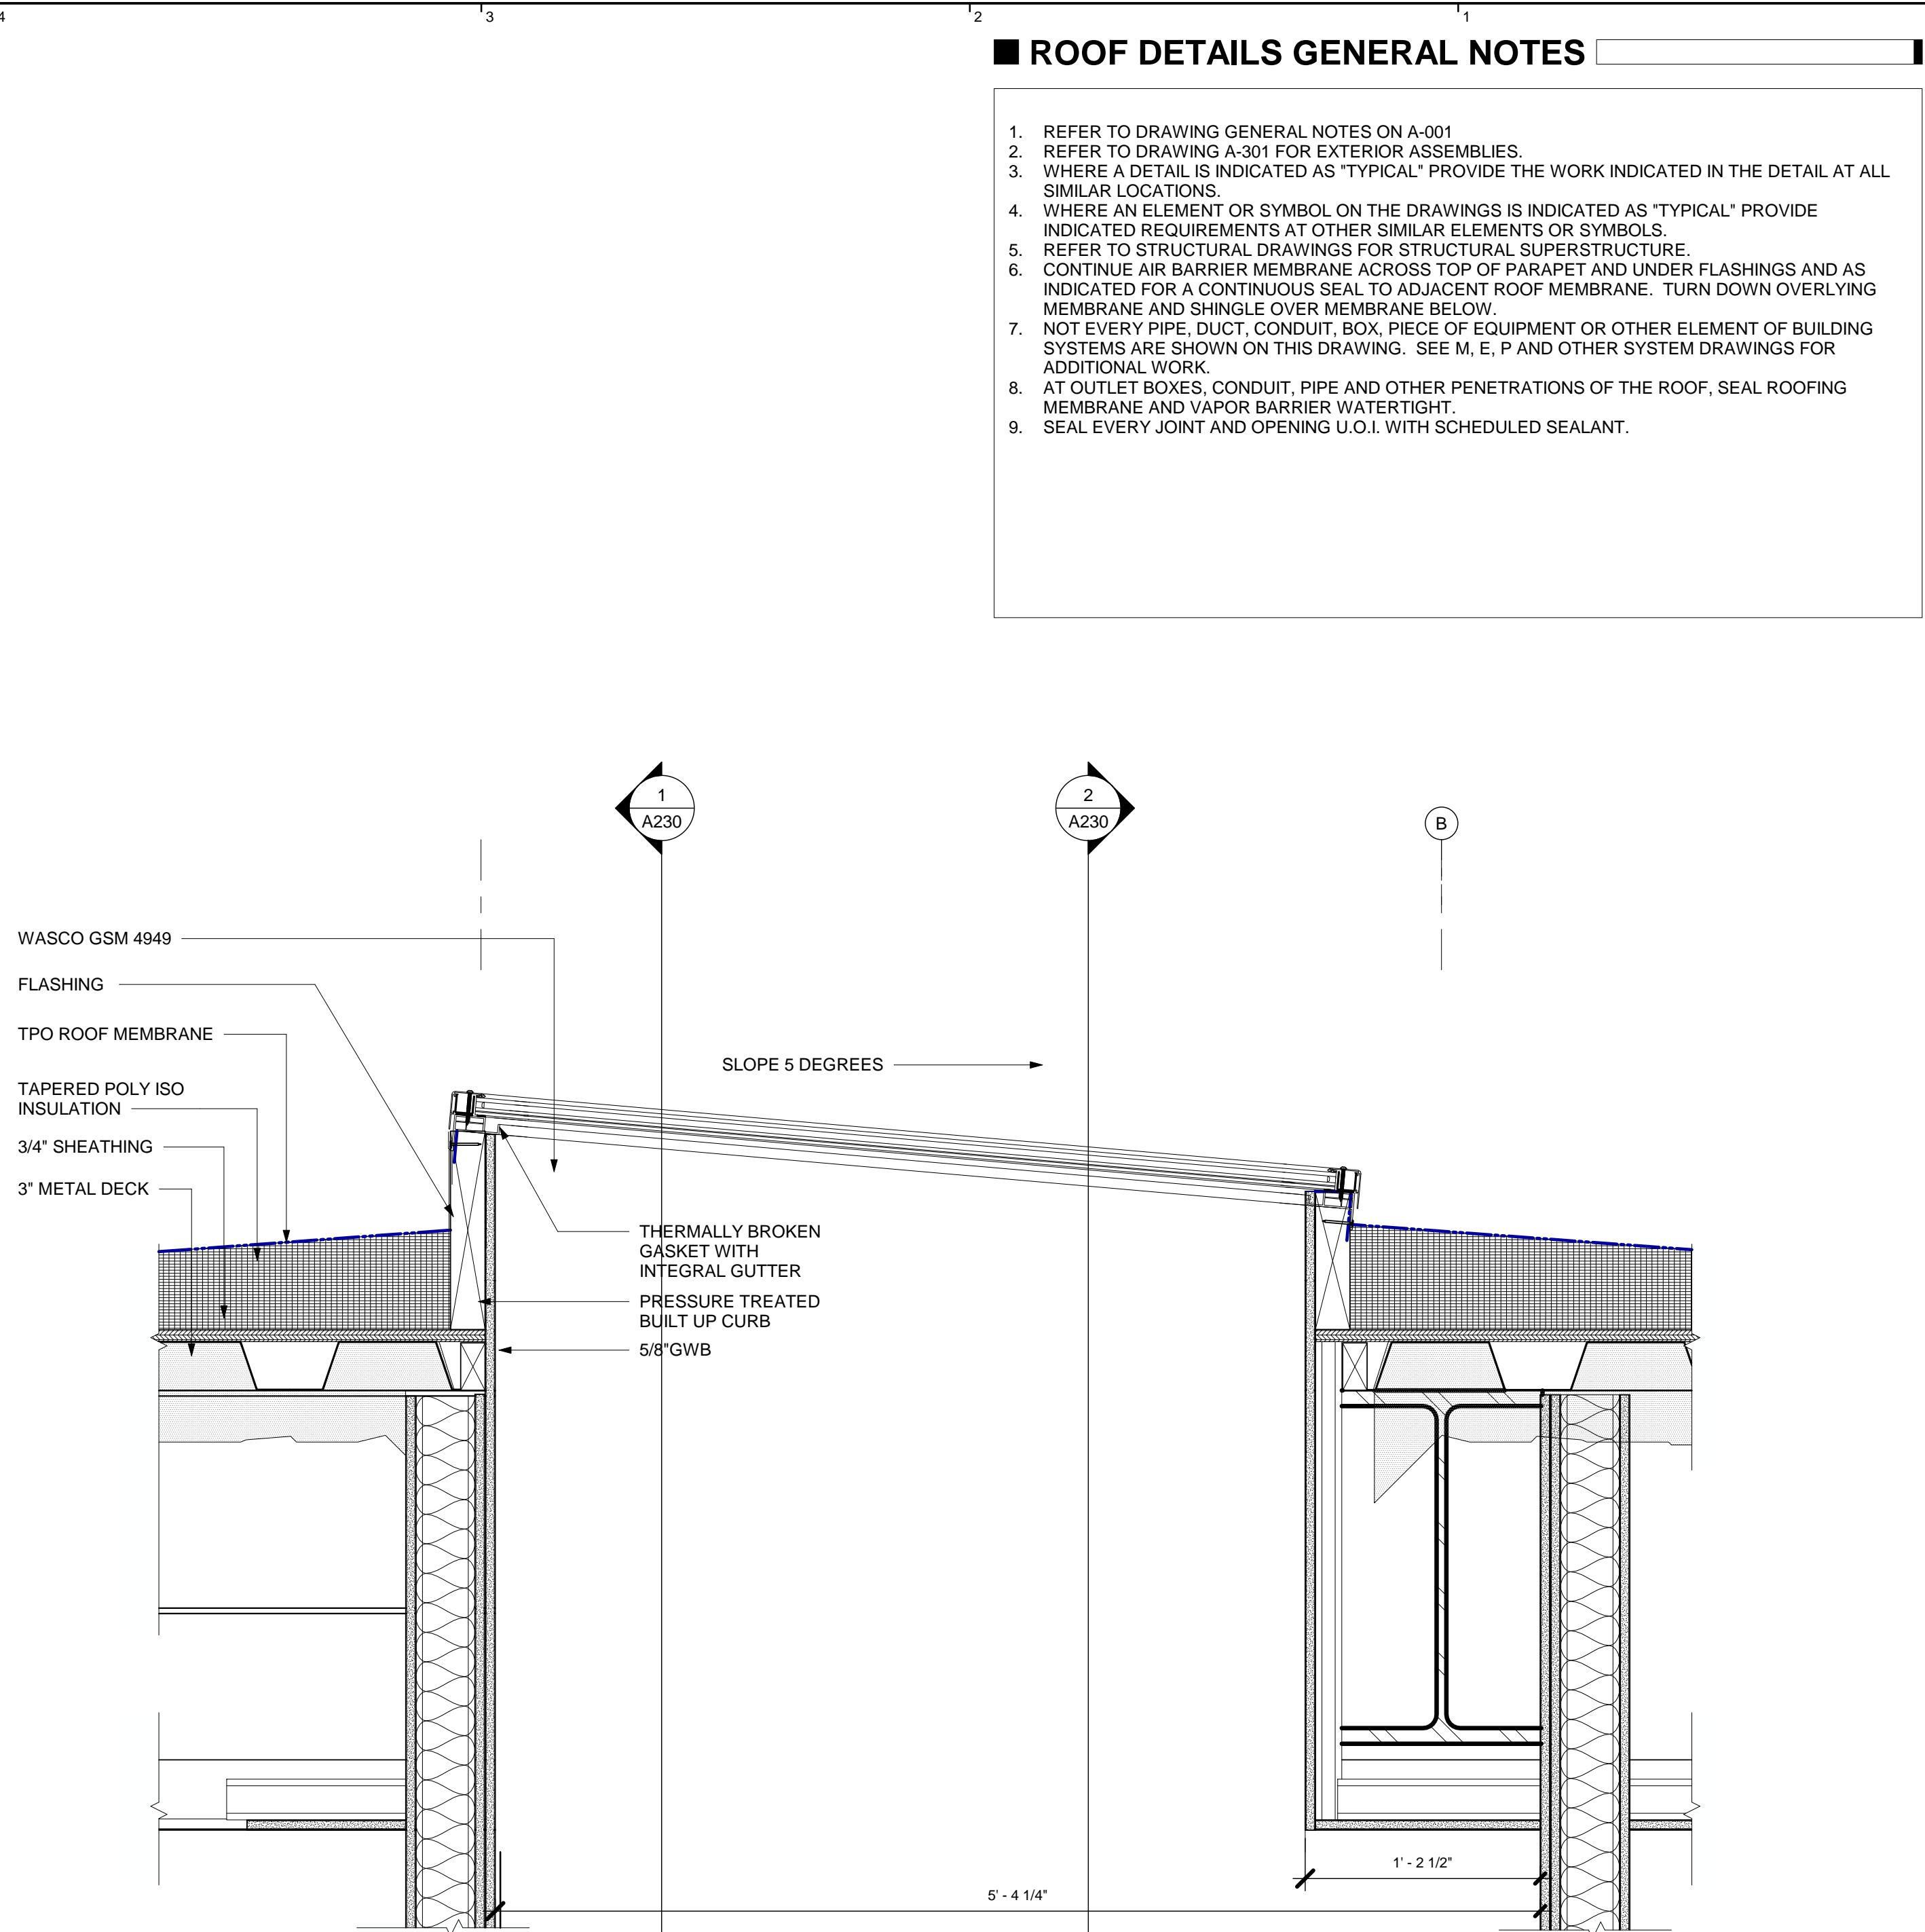 4
3
2
1
ROOF DETAILS GENERAL NOTES
1. REFER TO DRAWING GENERAL NOTES ON A-001
2. REFER TO DRAWING A-301 FOR EXTERIOR ASSEMBLIES.
3. WHERE A DETAIL IS INDICATED AS "TYPICAL" PROVIDE THE WORK INDICATED IN THE DETAIL AT ALL
SIMILAR LOCATIONS.
4. WHERE AN ELEMENT OR SYMBOL ON THE DRAWINGS IS INDICATED AS "TYPICAL" PROVIDE
INDICATED REQUIREMENTS AT OTHER SIMILAR ELEMENTS OR SYMBOLS.
5. REFER TO STRUCTURAL DRAWINGS FOR STRUCTURAL SUPERSTRUCTURE.
6. CONTINUE AIR BARRIER MEMBRANE ACROSS TOP OF PARAPET AND UNDER FLASHINGS AND AS
INDICATED FOR A CONTINUOUS SEAL TO ADJACENT ROOF MEMBRANE. TURN DOWN OVERLYING
MEMBRANE AND SHINGLE OVER MEMBRANE BELOW.
7. NOT EVERY PIPE, DUCT, CONDUIT, BOX, PIECE OF EQUIPMENT OR OTHER ELEMENT OF BUILDING
SYSTEMS ARE SHOWN ON THIS DRAWING. SEE M, E, P AND OTHER SYSTEM DRAWINGS FOR
ADDITIONAL WORK.
8. AT OUTLET BOXES, CONDUIT, PIPE AND OTHER PENETRATIONS OF THE ROOF, SEAL ROOFING
MEMBRANE AND VAPOR BARRIER WATERTIGHT.
9. SEAL EVERY JOINT AND OPENING U.O.I. WITH SCHEDULED SEALANT.
1
A230
2
A230
B
WASCO GSM 4949
FLASHING
TPO ROOF MEMBRANE
SLOPE 5 DEGREES
TAPERED POLY ISO
INSULATION
3/4" SHEATHING
3" METAL DECK
THERMALLY BROKEN
GASKET WITH
INTEGRAL GUTTER
PRESSURE TREATED
BUILT UP CURB
5/8"GWB
1' - 2 1/2"
5' - 4 1/4"